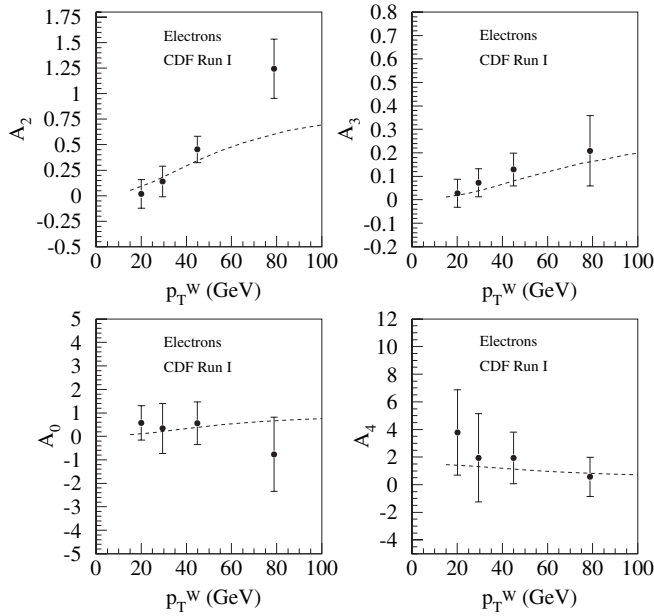 1.75
1.5
1.25
1
0.75
0.5
0.25
0
-0.25
-0.5
A2
Electrons
CDF Run I
0 20 40 60 80 100
pTW (GeV)
0.8
0.7
0.6
0.5
0.4
0.3
0.2
0.1
0
-0.1
-0.2
A3
Electrons
CDF Run I
0 20 40 60 80 100
pTW (GeV)
5
4
3
2
1
0
-1
-2
-3
-4
-5
A0
Electrons
CDF Run I
0 20 40 60 80 100
pTW (GeV)
12
10
8
6
4
2
0
-2
-4
A4
Electrons
CDF Run I
0 20 40 60 80 100
pTW (GeV)